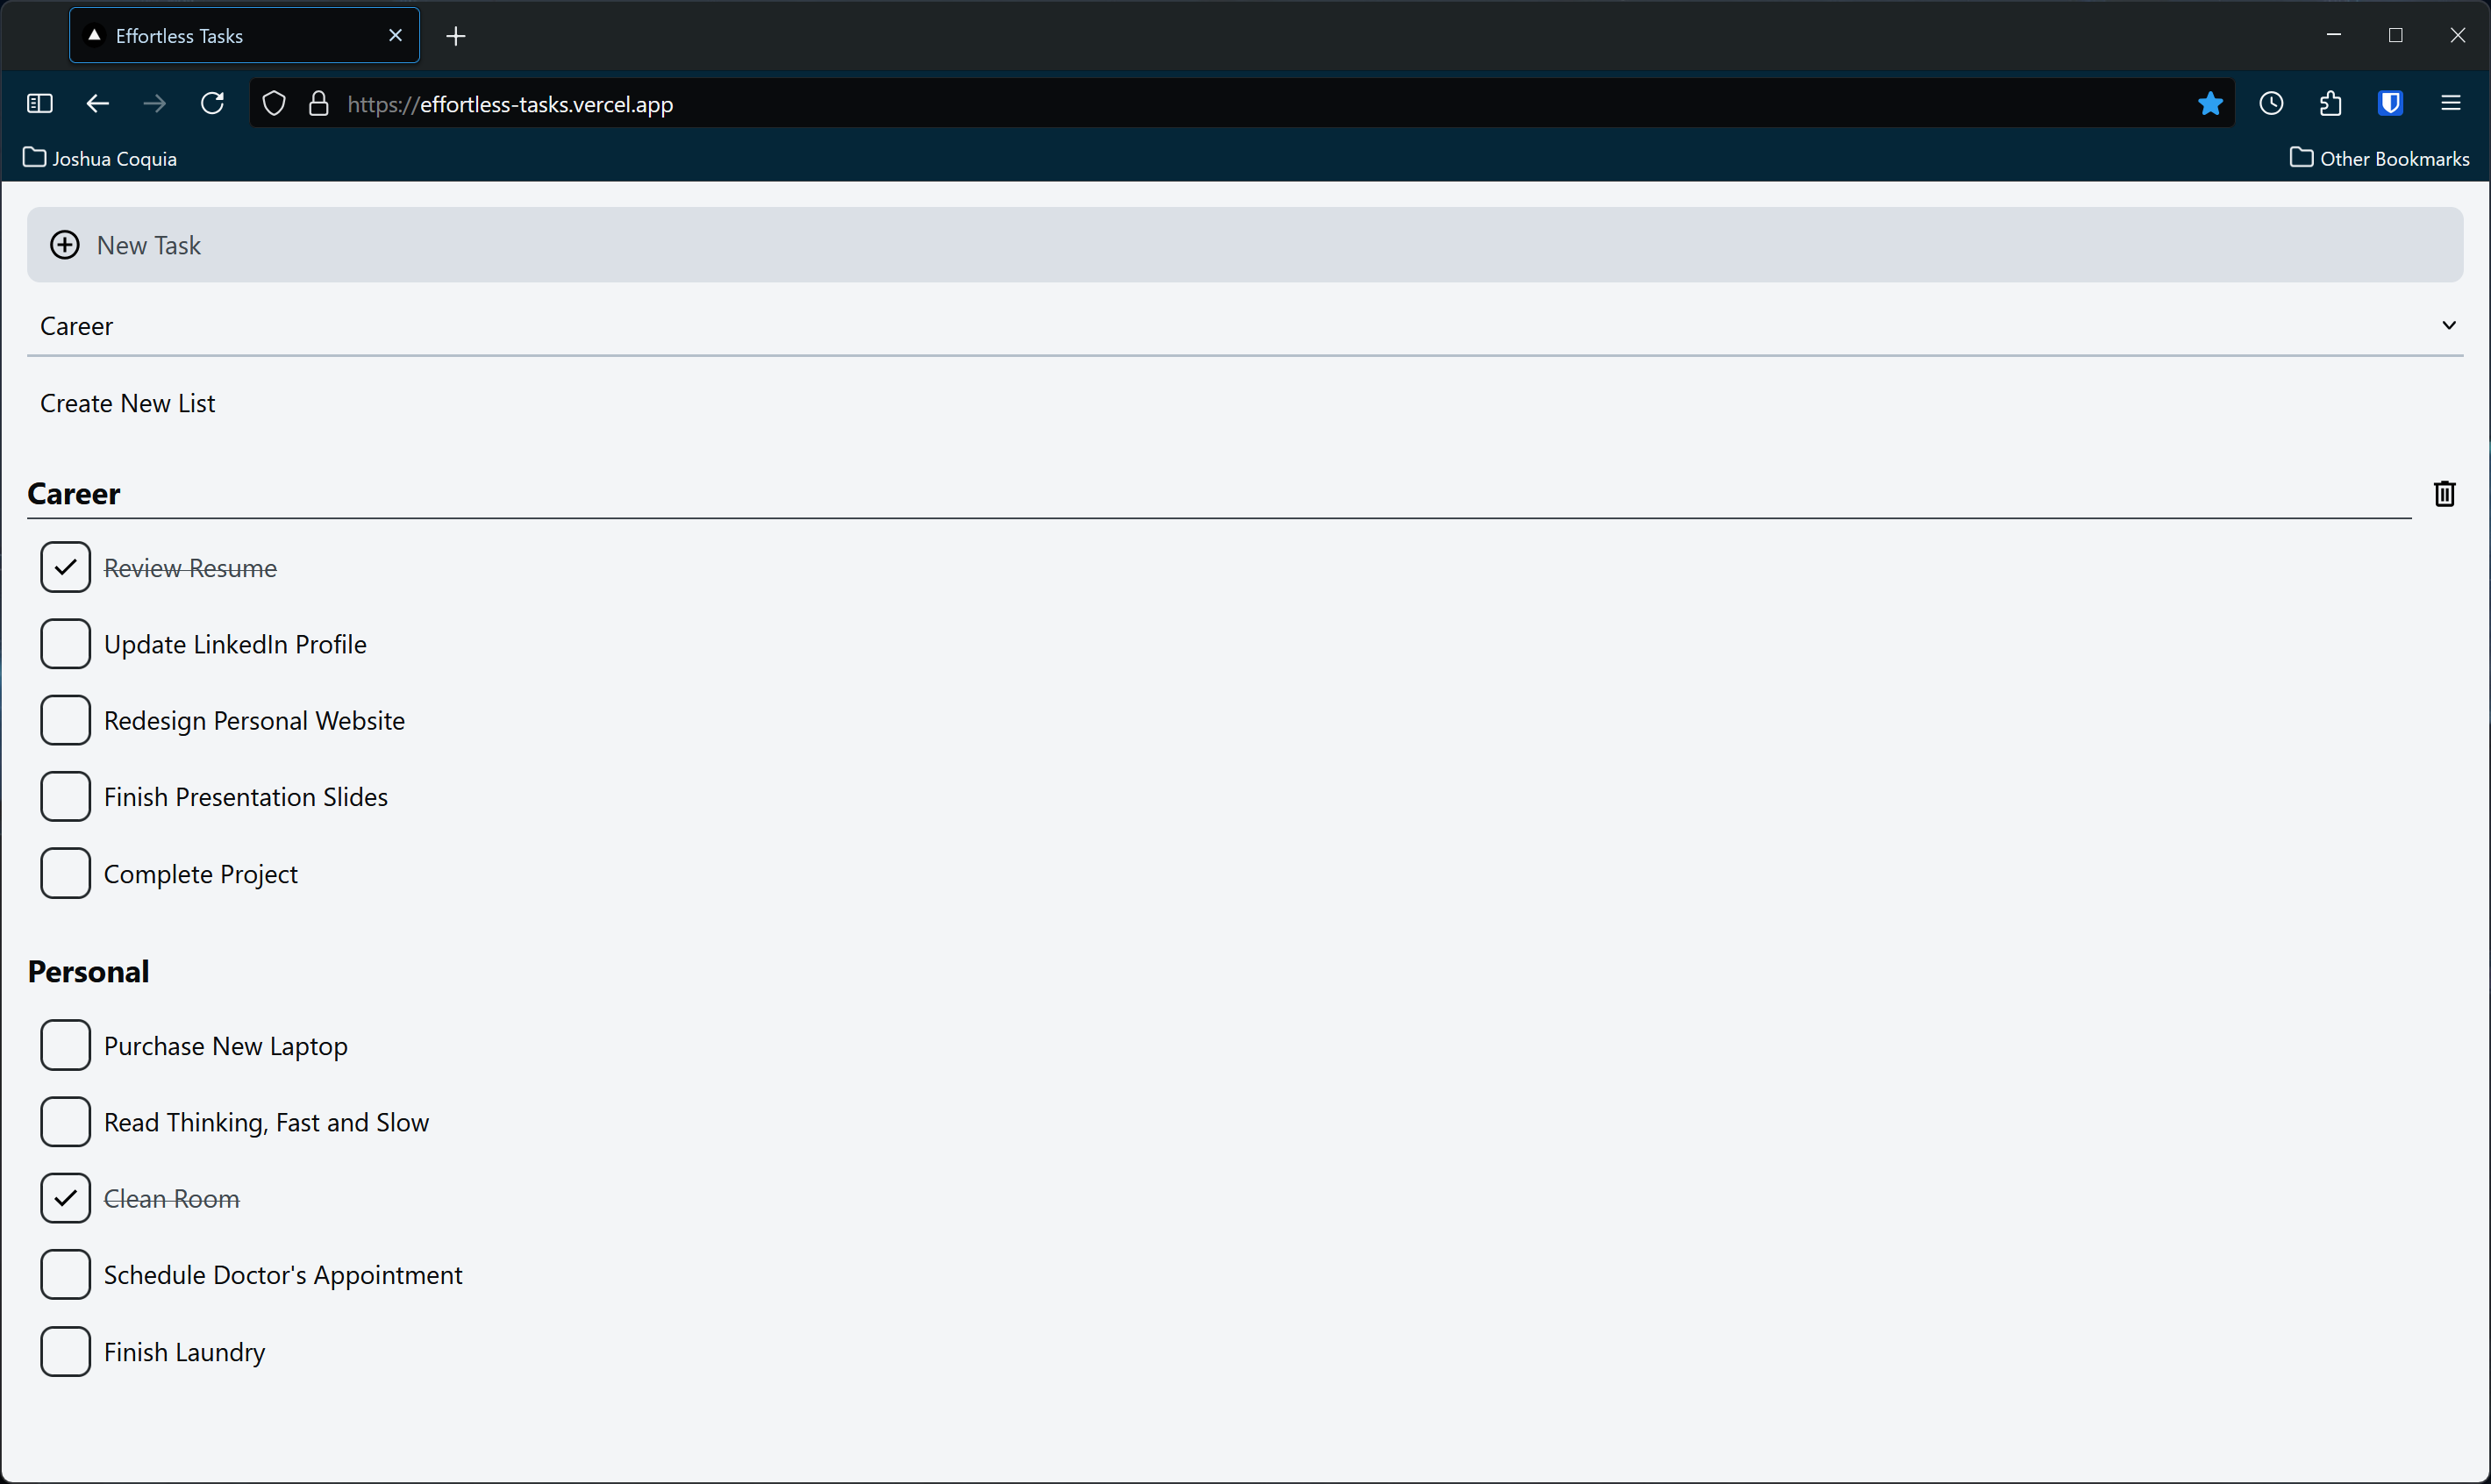 Effortless Tasks
https://effortless-tasks.vercel.app
Joshua Coquia
Other Bookmarks
New Task
Career
Create New List
Career
Review Resume
Update LinkedIn Profile
Redesign Personal Website
Finish Presentation Slides
Complete Project
Personal
Purchase New Laptop
Read Thinking, Fast and Slow
Clean Room
Schedule Doctor's Appointment
Finish Laundry